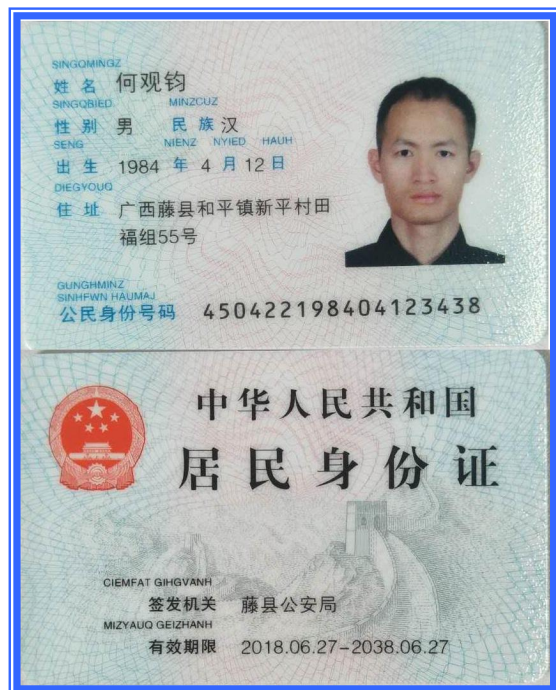 SINGQMINGZ
姓 名 何观钧
SINGQBIED MINZCUZ
性 别 男 民 族 汉
SENG NIENZ NYIED HAUH
出 生 1984 年 4 月 12 日
DIEGYOUQ
住 址 广西藤县和平镇新平村田
福组55号
GUNGHMINZ
SINHFWN HAUMAJ
公民身份号码 450422198404123438
中华人民共和国
居民身份证
CIEMFAT GIHGVANH
签发机关 藤县公安局
MIZYAUQ GEIZHANH
有效期限 2018.06.27-2038.06.27